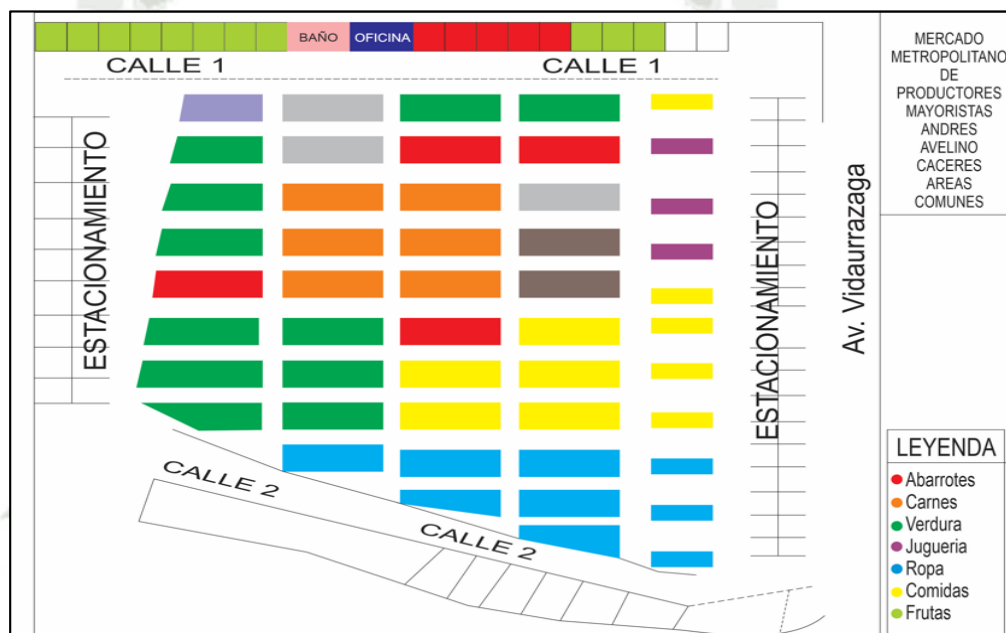 BAÑO OFICINA
CALLE 1 CALLE 1
ESTACIONAMIENTO
ESTACIONAMIENTO
Av. Vidaurrazaga
CALLE 2
CALLE 2
MERCADO
METROPOLITANO
DE
PRODUCTORES
MAYORISTAS
ANDRES
AVELINO
CACERES
AREAS
COMUNES
LEYENDA
Abarrotes
Carnes
Verdura
Jugueria
Ropa
Comidas
Frutas